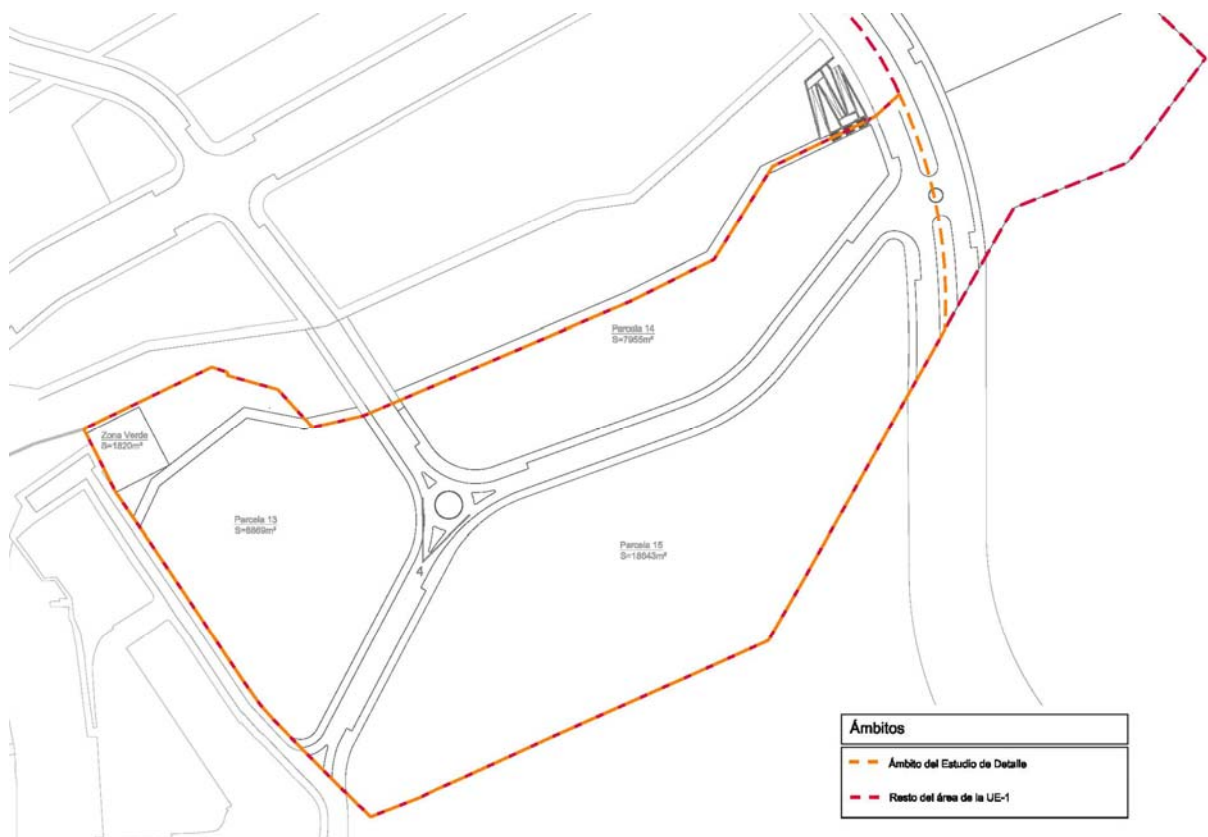 Parcela 14
S=7955m²
Zona Verde
S=1820m²
Parcela 13
S=8869m²
Parcela 15
S=18643m²
4
Ámbitos
Ámbito del Estudio de Detalle
Resto del área de la UE-1